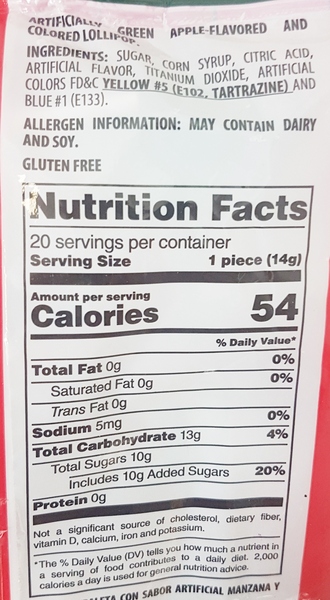 ARTIFICIALLY GREEN APPLE-FLAVORED AND
COLORED LOLLIPOP.
INGREDIENTS: SUGAR, CORN SYRUP, CITRIC ACID,
ARTIFICIAL FLAVOR, TITANIUM DIOXIDE, ARTIFICIAL
COLORS FD&C YELLOW #5 (E102, TARTRAZINE) AND
BLUE #1 (E133).
ALLERGEN INFORMATION: MAY CONTAIN DAIRY
AND SOY.
GLUTEN FREE
Nutrition Facts
20 servings per container
Serving Size 1 piece (14g)
Amount per serving
Calories 54
% Daily Value*
Total Fat 0g 0%
Saturated Fat 0g 0%
Trans Fat 0g
Sodium 5mg 0%
Total Carbohydrate 13g 4%
Total Sugars 10g
Includes 10g Added Sugars 20%
Protein 0g
Not a significant source of cholesterol, dietary fiber,
vitamin D, calcium, iron and potassium.
*The % Daily Value (DV) tells you how much a nutrient in
a serving of food contributes to a daily diet. 2,000
calories a day is used for general nutrition advice.
CON SABOR ARTIFICIAL MANZANA Y